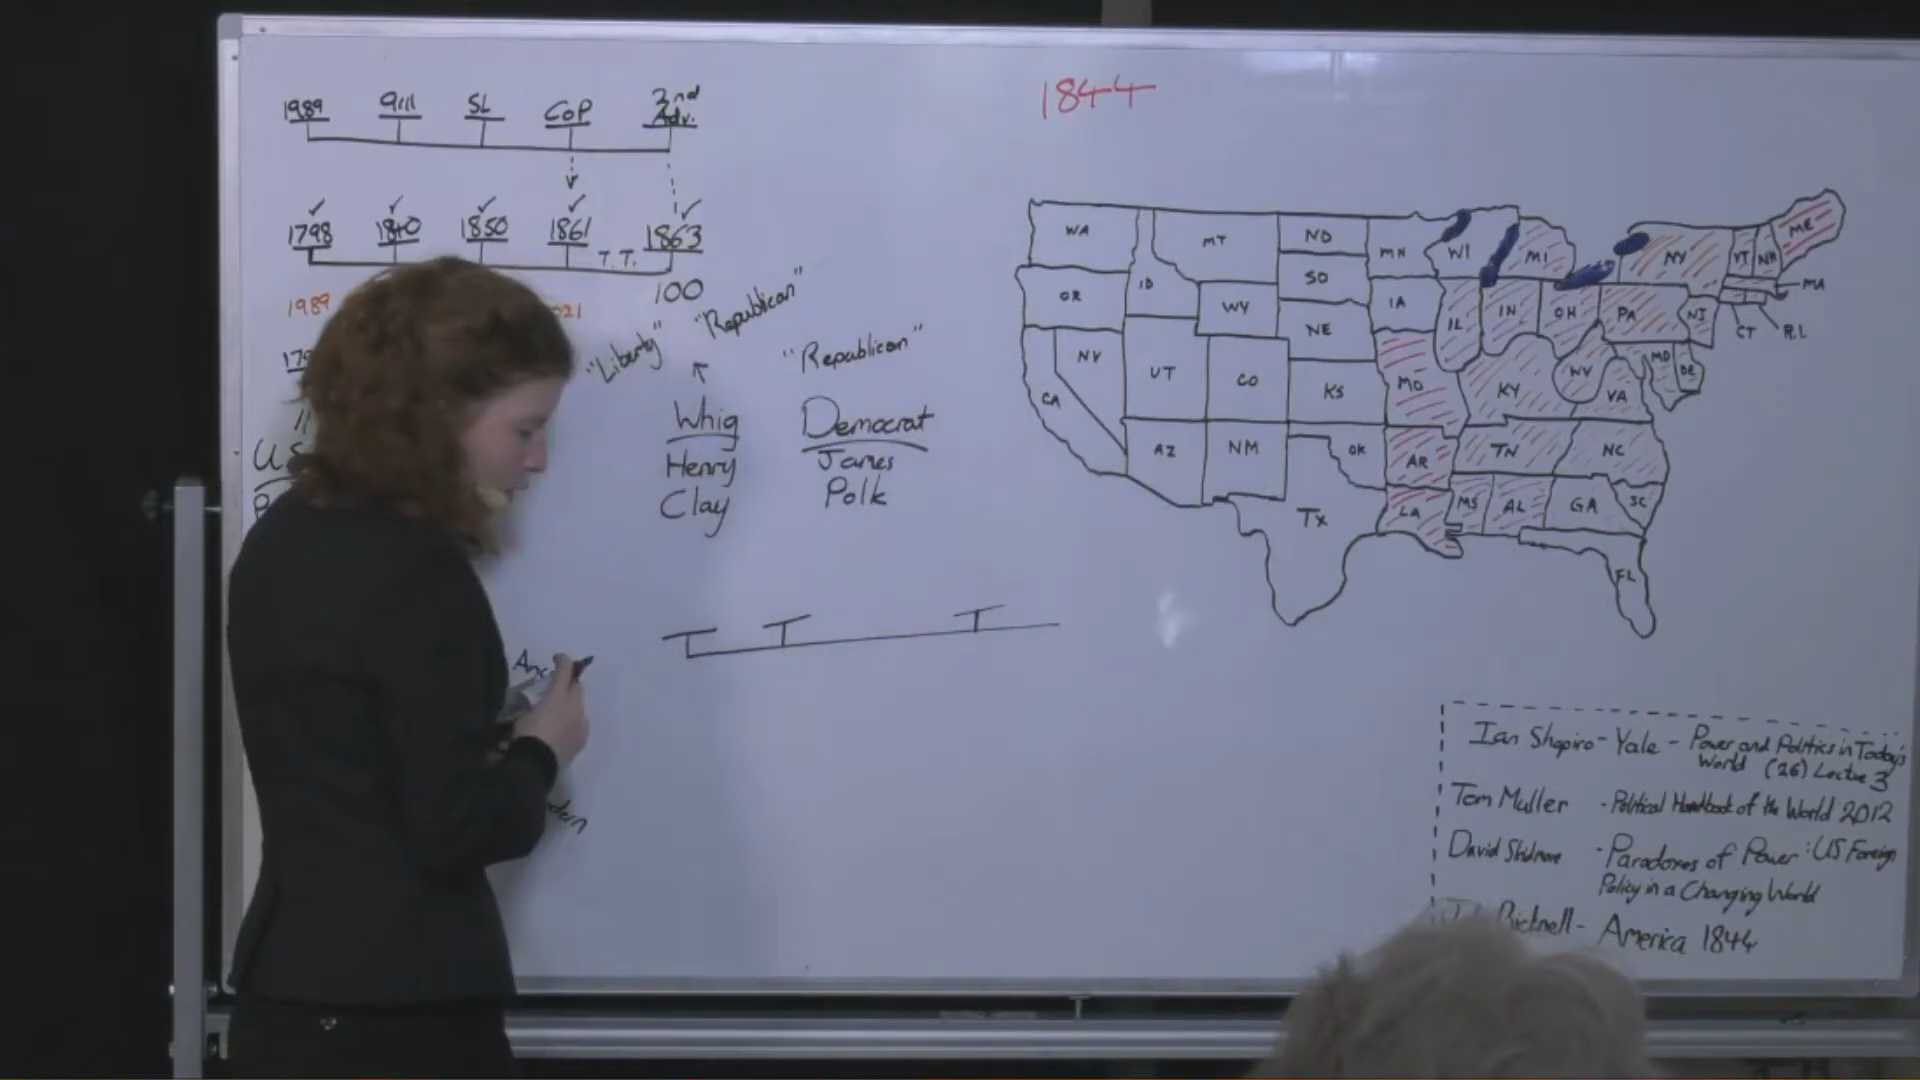 1989 9/11 SL CoP 2nd Adv.
1798 1840 1850 1861 T.T. 1863
1989 021 100
"Liberty" "Republican" "Republican"
Whig Democrat
Henry James
Clay Polk
1844
WA MT ND MN WI MI NY VT NH ME
OR ID WY SD IA IL IN OH PA NJ MA
CT R.I.
NV UT CO NE KS MO KY WV VA MD DE
CA AZ NM OK AR TN NC
TX LA MS AL GA SC
FL
Ian Shapiro - Yale - Power and Politics in Today's
World (26) Lecture 3
Tom Muller - Political Handbook of the World 2012
David Skidmore - Paradoxes of Power: US Foreign
Policy in a Changing World
Bicknell - America 1844